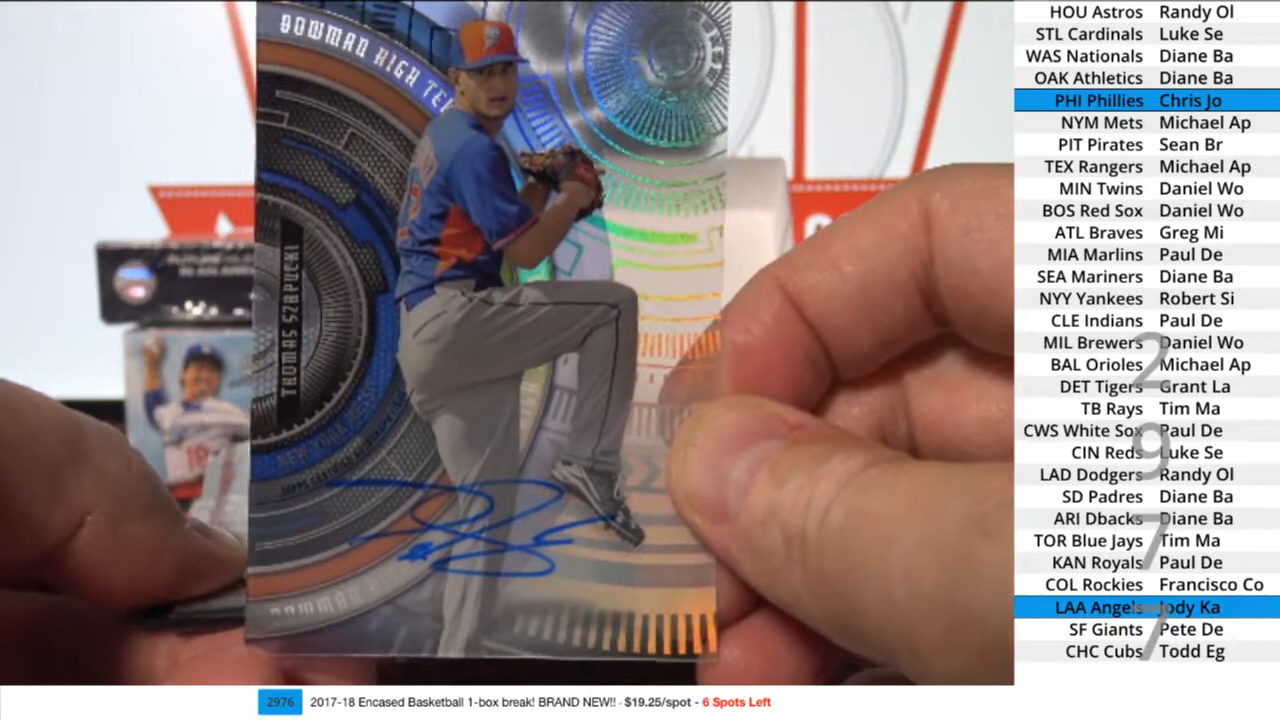 BOWMAN HIGH TE
THOMAS SZAPUCKI
NEW YORK METS
BOWMAN
19
HOU Astros Randy Ol
STL Cardinals Luke Se
WAS Nationals Diane Ba
OAK Athletics Diane Ba
PHI Phillies Chris Jo
NYM Mets Michael Ap
PIT Pirates Sean Br
TEX Rangers Michael Ap
MIN Twins Daniel Wo
BOS Red Sox Daniel Wo
ATL Braves Greg Mi
MIA Marlins Paul De
SEA Mariners Diane Ba
NYY Yankees Robert Si
CLE Indians Paul De
MIL Brewers Daniel Wo
BAL Orioles Michael Ap
DET Tigers Grant La
TB Rays Tim Ma
CWS White Sox Paul De
CIN Reds Luke Se
LAD Dodgers Randy Ol
SD Padres Diane Ba
ARI Dbacks Diane Ba
TOR Blue Jays Tim Ma
KAN Royals Paul De
COL Rockies Francisco Co
LAA Angels Jody Ka
SF Giants Pete De
CHC Cubs Todd Eg
2
9
7
7
2976 2017-18 Encased Basketball 1-box break! BRAND NEW!! - $19.25/spot - 6 Spots Left